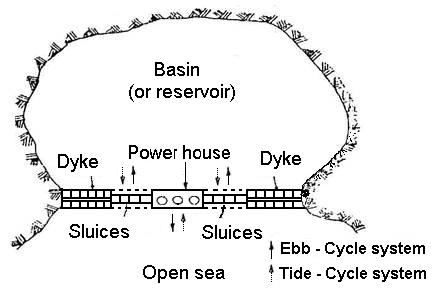 Basin
(or reservoir)
Power house
Dyke
Dyke
Sluices
Sluices
Ebb - Cycle system
Tide - Cycle system
Open sea